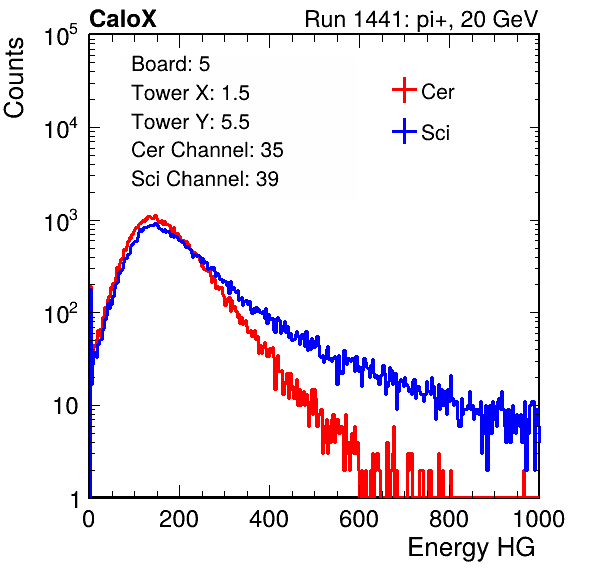 CaloX
Run 1441: pi+, 20 GeV
Counts
Board: 5
Tower X: 1.5
Tower Y: 5.5
Cer Channel: 35
Sci Channel: 39
Cer
Sci
10^5
10^4
10^3
10^2
10
1
0 200 400 600 800 1000
Energy HG